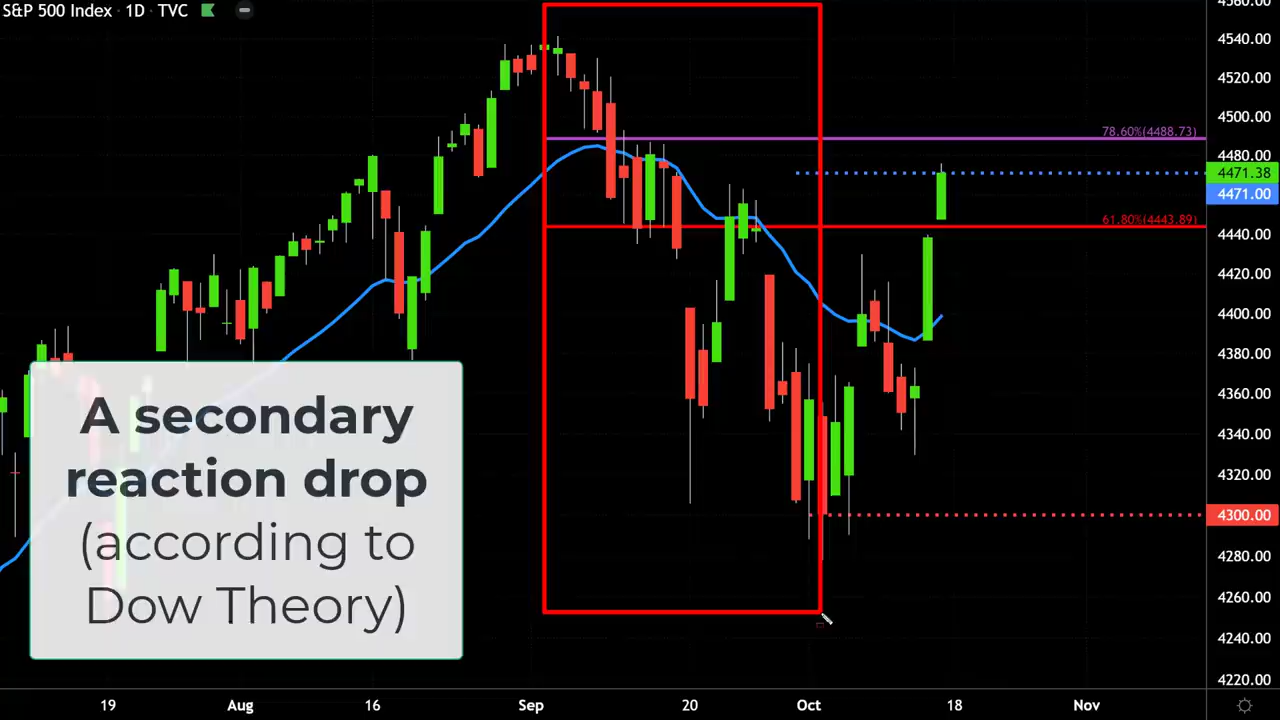 S&P 500 Index · 1D · TVC
4560.00
4540.00
4520.00
4500.00
78.60%(4488.73)
4480.00
4471.38
4471.00
61.80%(4443.89)
4440.00
4420.00
4400.00
4380.00
4360.00
4340.00
4320.00
4300.00
4280.00
4260.00
4240.00
4220.00
A secondary
reaction drop
(according to
Dow Theory)
19
Aug
16
Sep
20
Oct
18
Nov